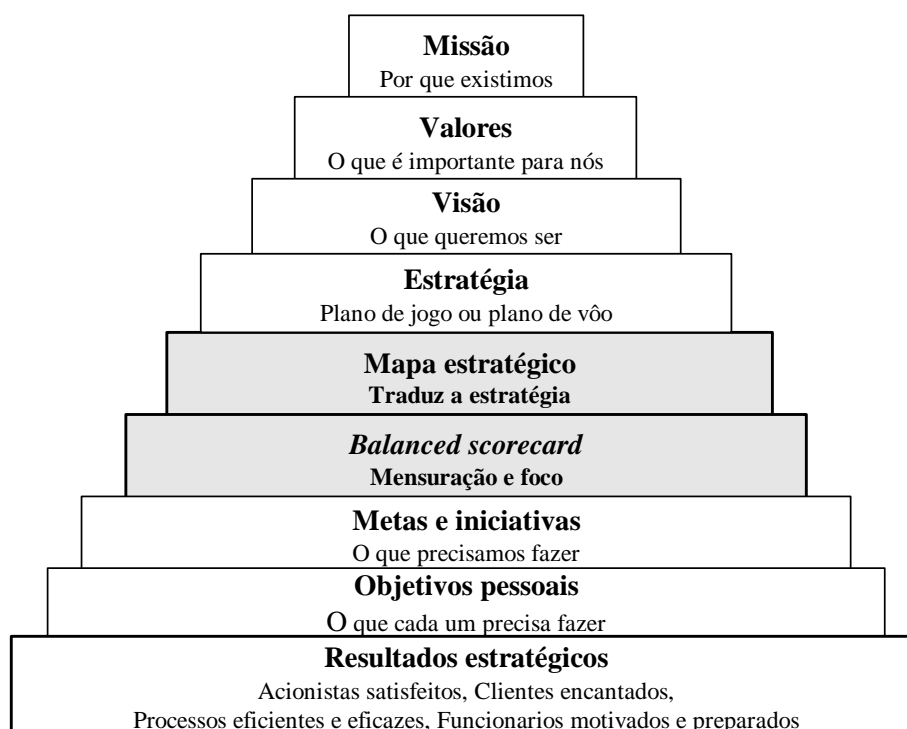 Missão
Por que existimos
Valores
O que é importante para nós
Visão
O que queremos ser
Estratégia
Plano de jogo ou plano de vôo
Mapa estratégico
Traduz a estratégia
Balanced scorecard
Mensuração e foco
Metas e iniciativas
O que precisamos fazer
Objetivos pessoais
O que cada um precisa fazer
Resultados estratégicos
Acionistas satisfeitos, Clientes encantados,
Processos eficientes e eficazes, Funcionarios motivados e preparados